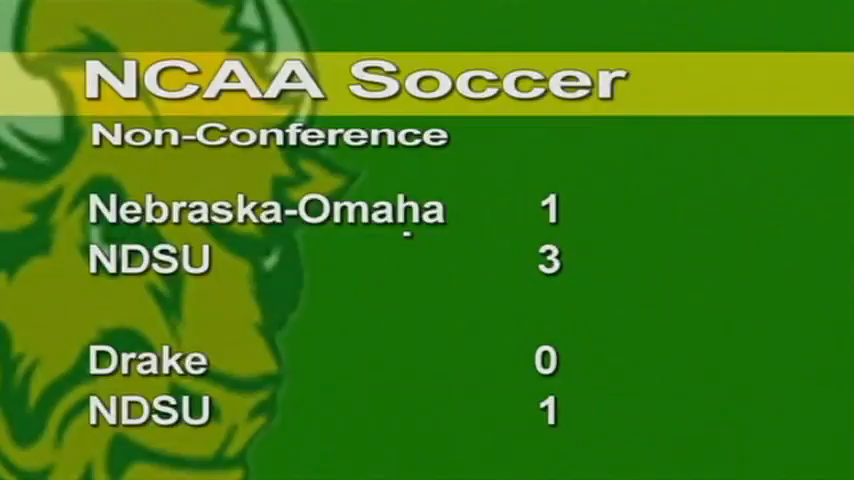 NCAA Soccer
Non-Conference
Nebraska-Omaha 1
NDSU 3
Drake 0
NDSU 1